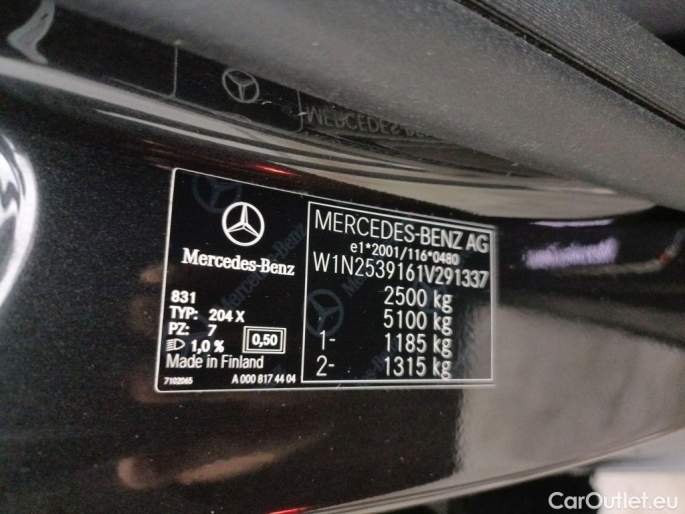 MERCEDES-BE
Mercedes-Benz
831
TYP: 204 X
PZ: 7
1,0 %
0,50
Made in Finland
7102065
A 000 817 44 04
MERCEDES-BENZ AG
e1*2001/116*0480
W1N2539161V291337
2500 kg
5100 kg
1- 1185 kg
2- 1315 kg
CarOutlet.eu